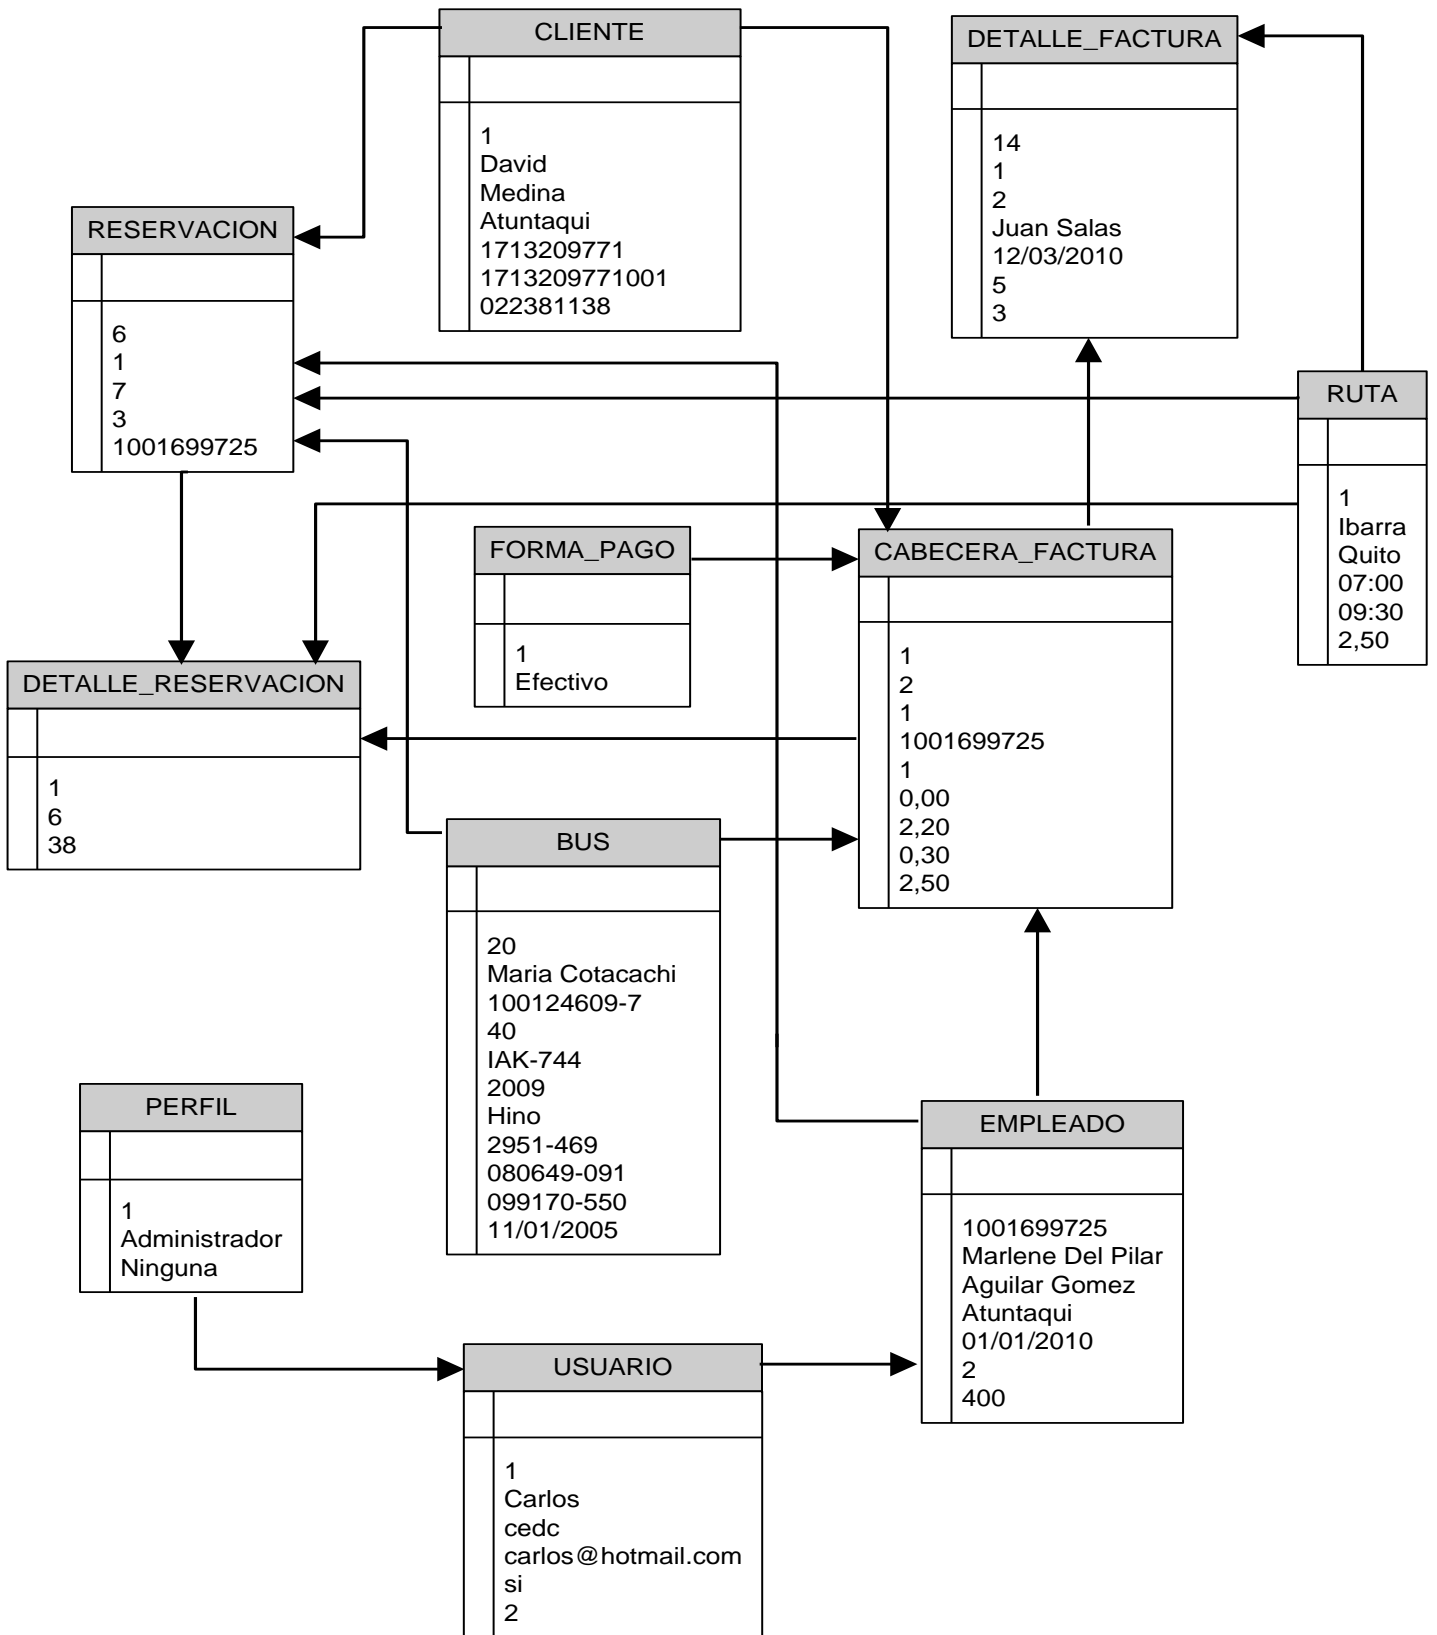 CLIENTE
1
David
Medina
Atuntaqui
1713209771
1713209771001
022381138
DETALLE_FACTURA
14
1
2
Juan Salas
12/03/2010
5
3
RESERVACION
6
1
7
3
1001699725
RUTA
1
Ibarra
Quito
07:00
09:30
2,50
FORMA_PAGO
1
Efectivo
CABECERA_FACTURA
1
2
1
1001699725
1
0,00
2,20
0,30
2,50
DETALLE_RESERVACION
1
6
38
BUS
20
Maria Cotacachi
100124609-7
40
IAK-744
2009
Hino
2951-469
080649-091
099170-550
11/01/2005
PERFIL
1
Administrador
Ninguna
EMPLEADO
1001699725
Marlene Del Pilar
Aguilar Gomez
Atuntaqui
01/01/2010
2
400
USUARIO
1
Carlos
cedc
carlos@hotmail.com
si
2